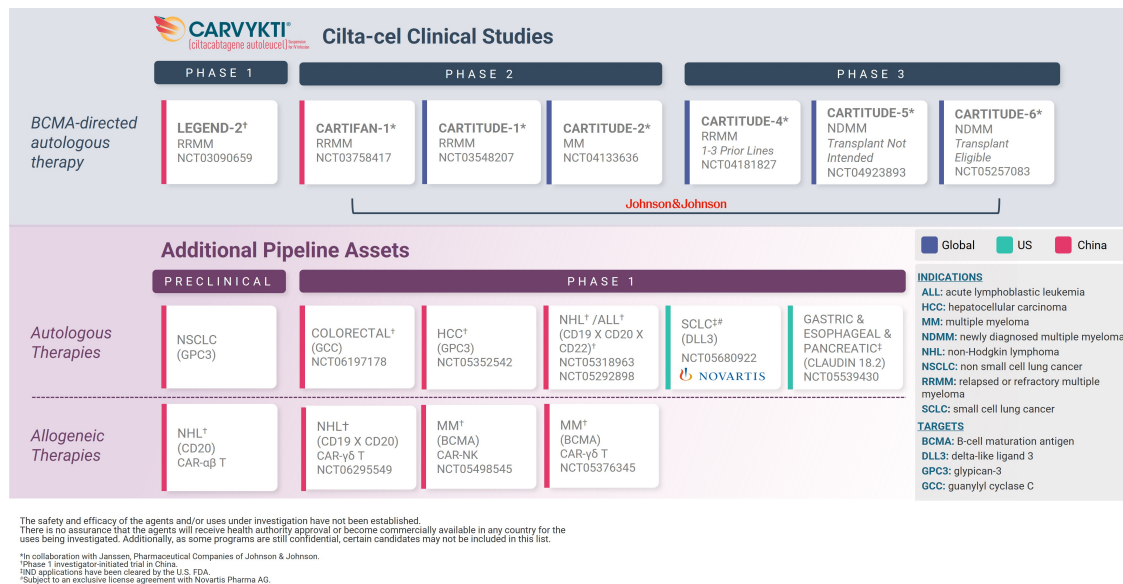 CARVYKTI®
(ciltacabtagene autoleucel) Suspension for IV infusion
Cilta-cel Clinical Studies
PHASE 1
PHASE 2
PHASE 3
BCMA-directed
autologous
therapy
LEGEND-2†
RRMM
NCT03090659
CARTIFAN-1*
RRMM
NCT03758417
CARTITUDE-1*
RRMM
NCT03548207
CARTITUDE-2*
MM
NCT04133636
CARTITUDE-4*
RRMM
1-3 Prior Lines
NCT04181827
CARTITUDE-5*
NDMM
Transplant Not
Intended
NCT04923893
CARTITUDE-6*
NDMM
Transplant
Eligible
NCT05257083
Johnson&Johnson
Additional Pipeline Assets
PRECLINICAL
PHASE 1
Autologous
Therapies
NSCLC
(GPC3)
COLORECTAL†
(GCC)
NCT06197178
HCC†
(GPC3)
NCT05352542
NHL† /ALL†
(CD19 X CD20 X
CD22)†
NCT05318963
NCT05292898
SCLC‡#
(DLL3)
NCT05680922
NOVARTIS
GASTRIC &
ESOPHAGEAL &
PANCREATIC‡
(CLAUDIN 18.2)
NCT05539430
Allogeneic
Therapies
NHL†
(CD20)
CAR-αβ T
NHL†
(CD19 X CD20)
CAR-γδ T
NCT06295549
MM†
(BCMA)
CAR-NK
NCT05498545
MM†
(BCMA)
CAR-γδ T
NCT05376345
Global
US
China
INDICATIONS
ALL: acute lymphoblastic leukemia
HCC: hepatocellular carcinoma
MM: multiple myeloma
NDMM: newly diagnosed multiple myeloma
NHL: non-Hodgkin lymphoma
NSCLC: non small cell lung cancer
RRMM: relapsed or refractory multiple
myeloma
SCLC: small cell lung cancer
TARGETS
BCMA: B-cell maturation antigen
DLL3: delta-like ligand 3
GPC3: glypican-3
GCC: guanylyl cyclase C
The safety and efficacy of the agents and/or uses under investigation have not been established.
There is no assurance that the agents will receive health authority approval or become commercially available in any country for the
uses being investigated. Additionally, as some programs are still confidential, certain candidates may not be included in this list.
*In collaboration with Janssen, Pharmaceutical Companies of Johnson & Johnson.
†Phase 1 investigator-initiated trial in China.
‡IND applications have been cleared by the U.S. FDA.
#Subject to an exclusive license agreement with Novartis Pharma AG.